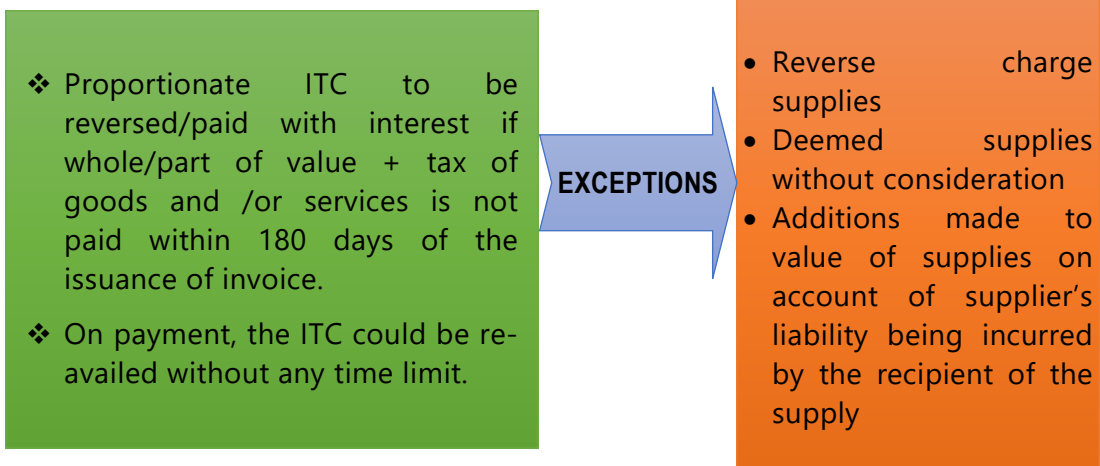 ❖ Proportionate ITC to be
reversed/paid with interest if
whole/part of value + tax of
goods and /or services is not
paid within 180 days of the
issuance of invoice.
❖ On payment, the ITC could be re-
availed without any time limit.
EXCEPTIONS
• Reverse charge
supplies
• Deemed supplies
without consideration
• Additions made to
value of supplies on
account of supplier’s
liability being incurred
by the recipient of the
supply